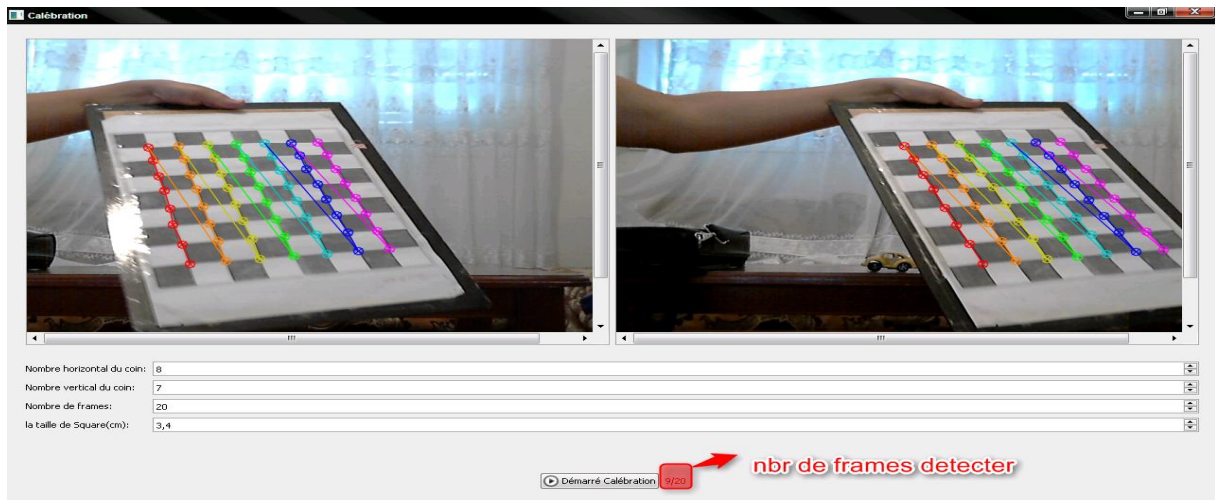 Calébration
Nombre horizontal du coin: 8
Nombre vertical du coin: 7
Nombre de frames: 20
la taille de Square(cm): 3,4
Démarré Calébration 9/20
nbr de frames detecter